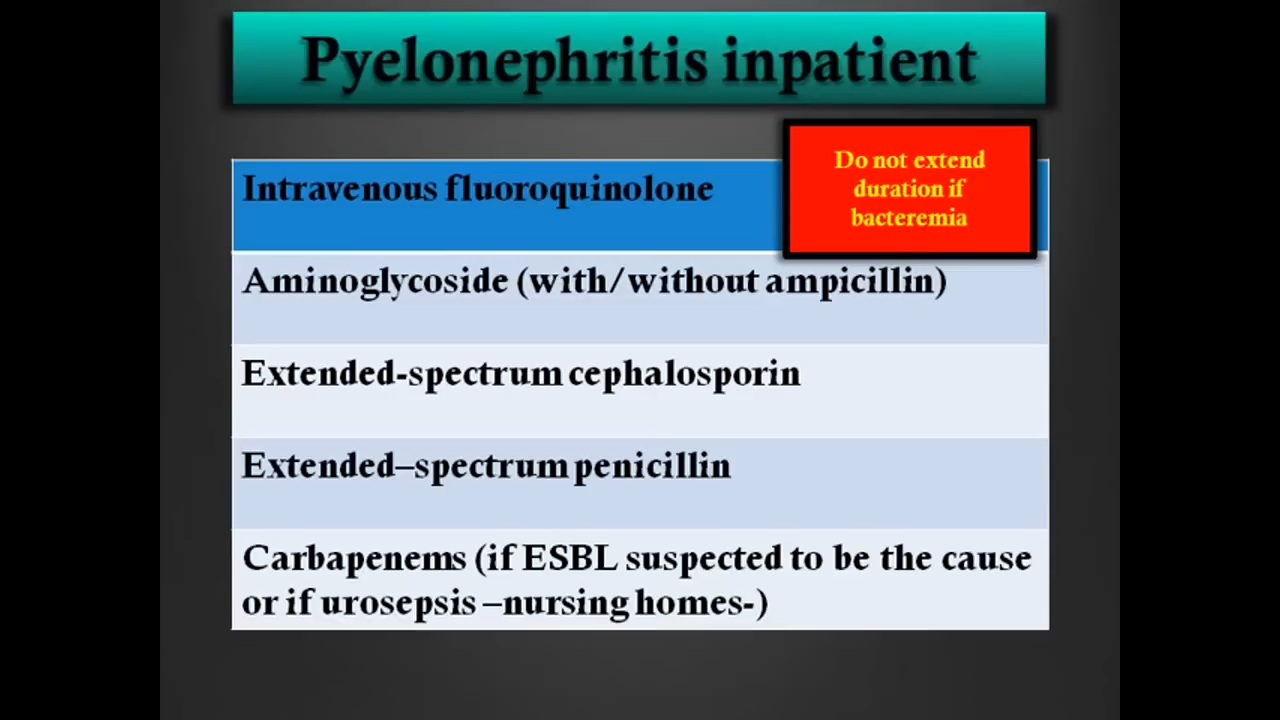 Pyelonephritis inpatient
Do not extend
duration if
bacteremia
Intravenous fluoroquinolone
Aminoglycoside (with/without ampicillin)
Extended-spectrum cephalosporin
Extended–spectrum penicillin
Carbapenems (if ESBL suspected to be the cause
or if urosepsis –nursing homes-)